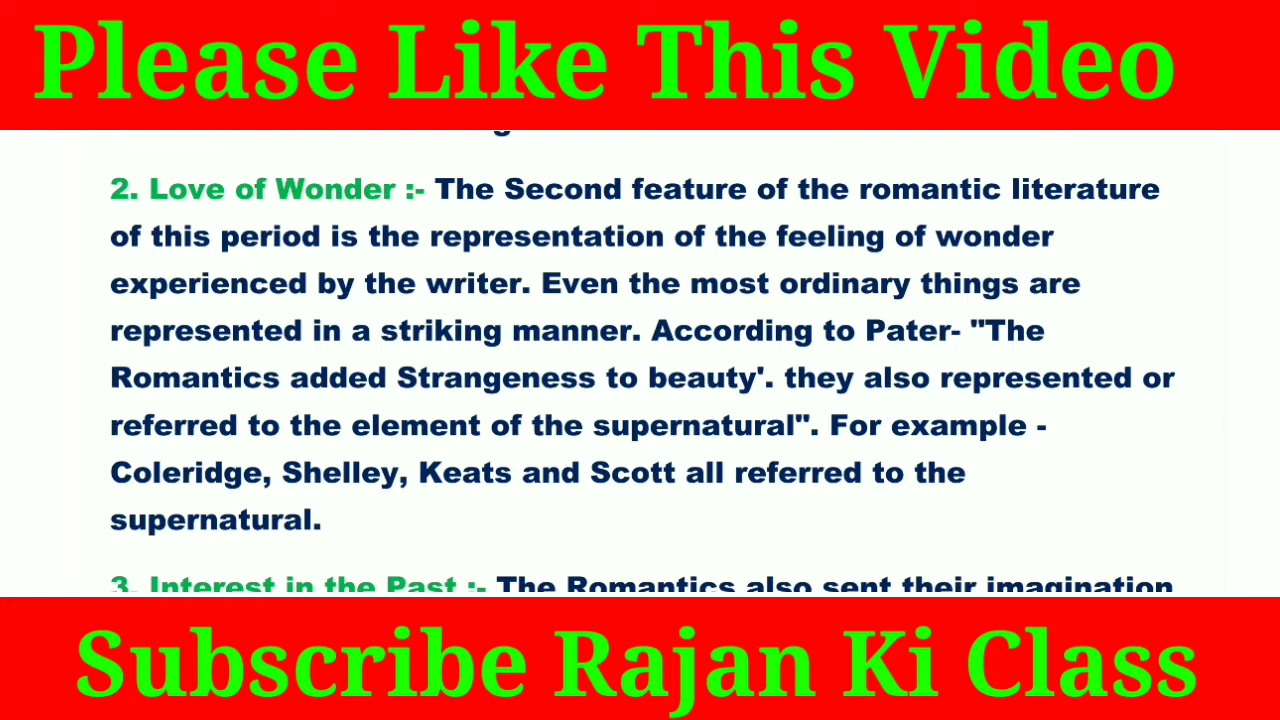 Please Like This Video
2. Love of Wonder :- The Second feature of the romantic literature
of this period is the representation of the feeling of wonder
experienced by the writer. Even the most ordinary things are
represented in a striking manner. According to Pater- "The
Romantics added Strangeness to beauty'. they also represented or
referred to the element of the supernatural". For example -
Coleridge, Shelley, Keats and Scott all referred to the
supernatural.
3. Interest in the Past :- The Romantics also sent their imagination
Subscribe Rajan Ki Class